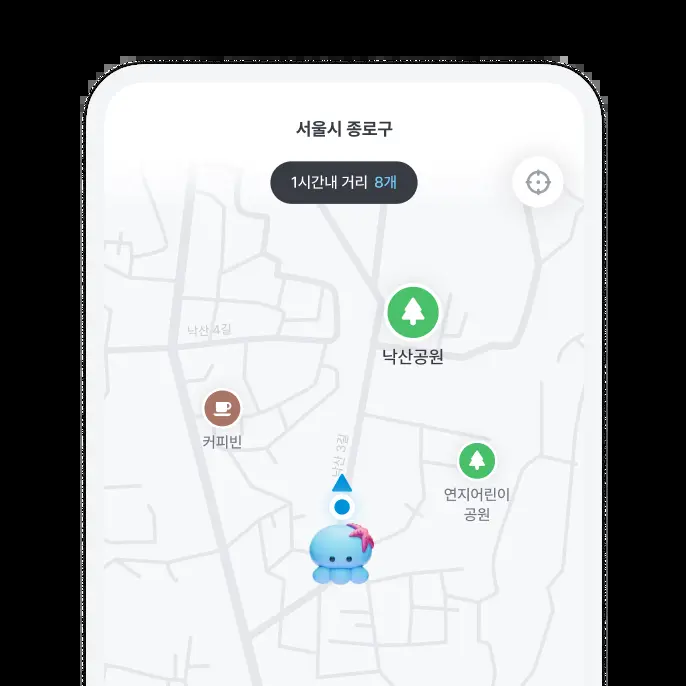 서울시 종로구
1시간내 거리 8개
낙산 4길
낙산공원
커피빈
낙산 3길
연지어린이
공원